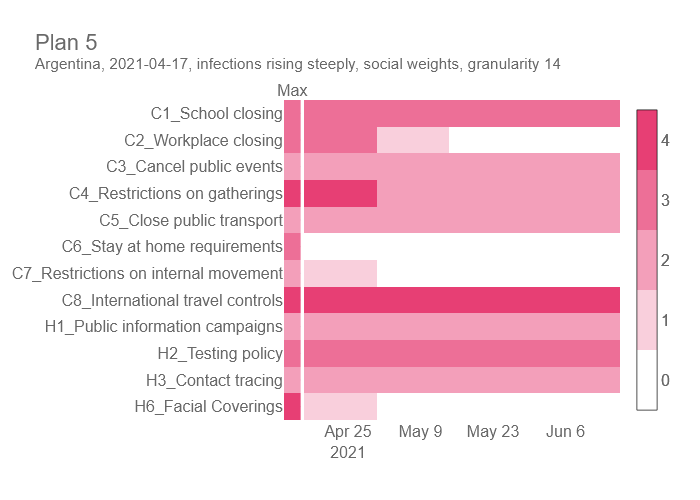 Plan 5
Argentina, 2021-04-17, infections rising steeply, social weights, granularity 14
Max
C1_School closing
C2_Workplace closing
C3_Cancel public events
C4_Restrictions on gatherings
C5_Close public transport
C6_Stay at home requirements
C7_Restrictions on internal movement
C8_International travel controls
H1_Public information campaigns
H2_Testing policy
H3_Contact tracing
H6_Facial Coverings
Apr 25 May 9 May 23 Jun 6
2021
4
3
2
1
0